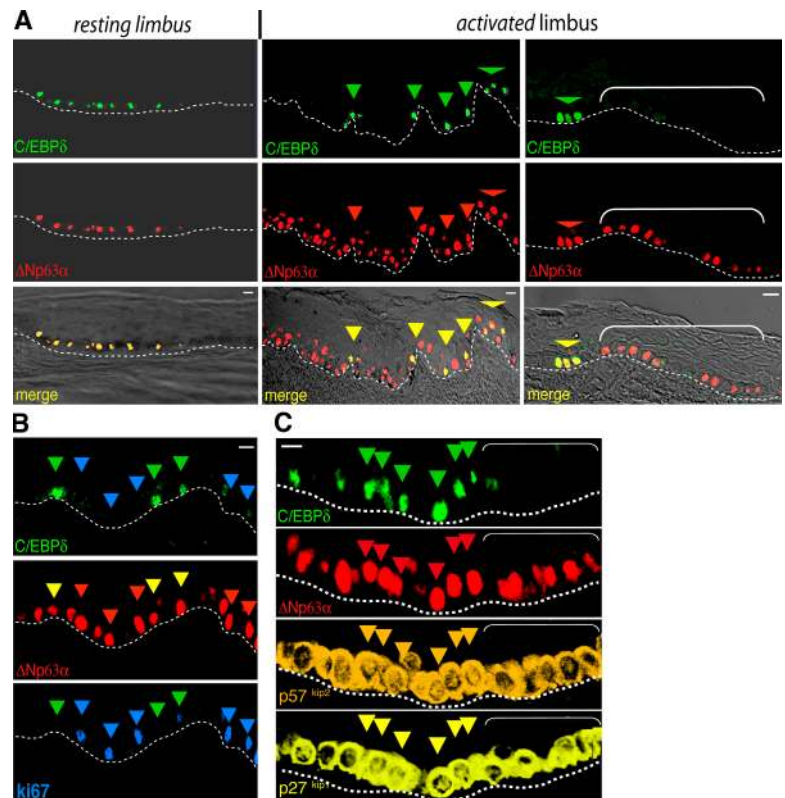 A
resting limbus
activated limbus
C/EBPδ
C/EBPδ
C/EBPδ
ΔNp63α
ΔNp63α
ΔNp63α
merge
merge
merge
B
C/EBPδ
ΔNp63α
ki67
C
C/EBPδ
ΔNp63α
p57 kip2
p27 kip1